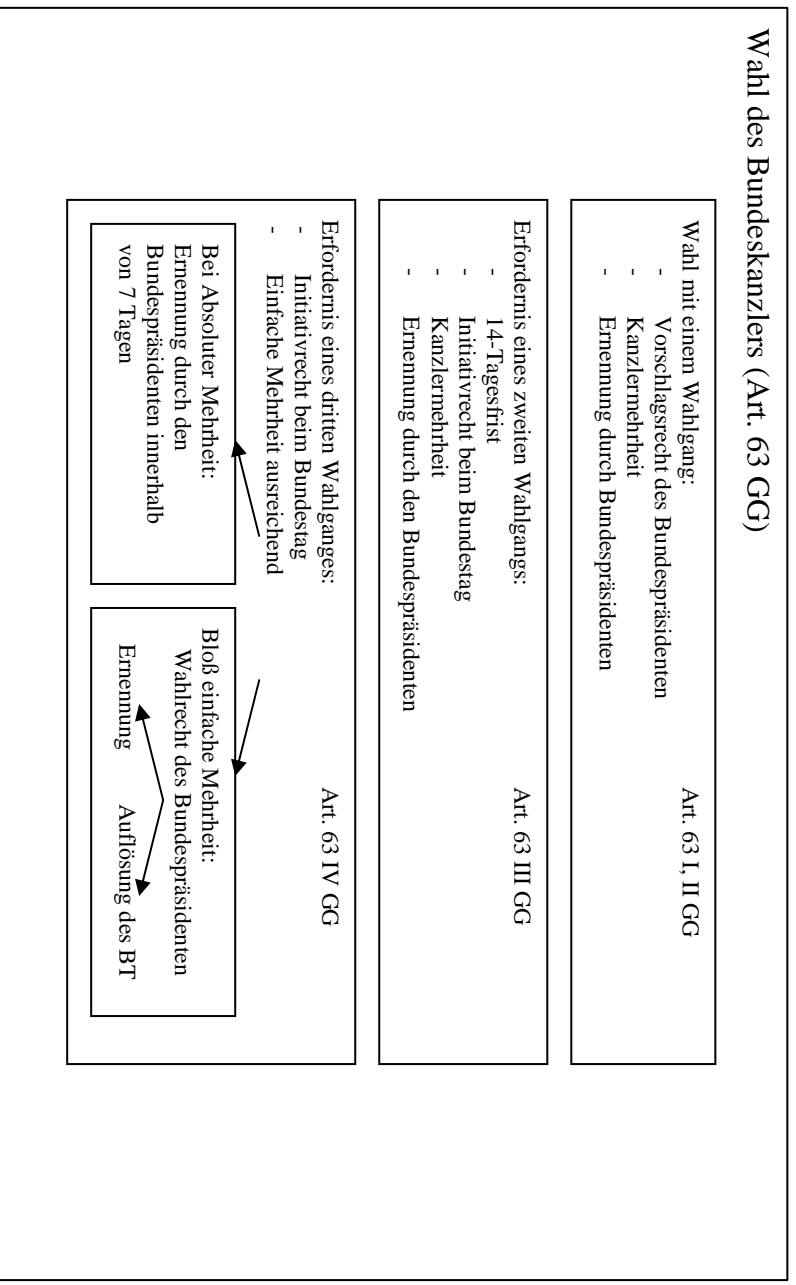 Wahl des Bundeskanzlers (Art. 63 GG)
Wahl mit einem Wahlgang: Art. 63 I, II GG
- Vorschlagsrecht des Bundespräsidenten
- Kanzlermehrheit
- Ernennung durch Bundespräsidenten
Erfordernis eines zweiten Wahlgangs: Art. 63 III GG
- 14-Tagesfrist
- Initiativrecht beim Bundestag
- Kanzlermehrheit
- Ernennung durch den Bundespräsidenten
Erfordernis eines dritten Wahlganges: Art. 63 IV GG
- Initiativrecht beim Bundestag
- Einfache Mehrheit ausreichend
Bei Absoluter Mehrheit:
Ernennung durch den
Bundespräsidenten innerhalb
von 7 Tagen
Bloß einfache Mehrheit:
Wahlrecht des Bundespräsidenten
Ernennung Auflösung des BT